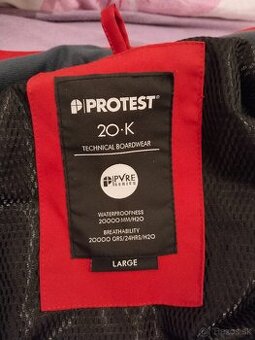 PROTEST
20·K
TECHNICAL BOARDWEAR
PVRE
SERIES
WATERPROOFNESS
20000 MM/H2O
BREATHABILITY
20000 GRS/24HRS/H2O
LARGE